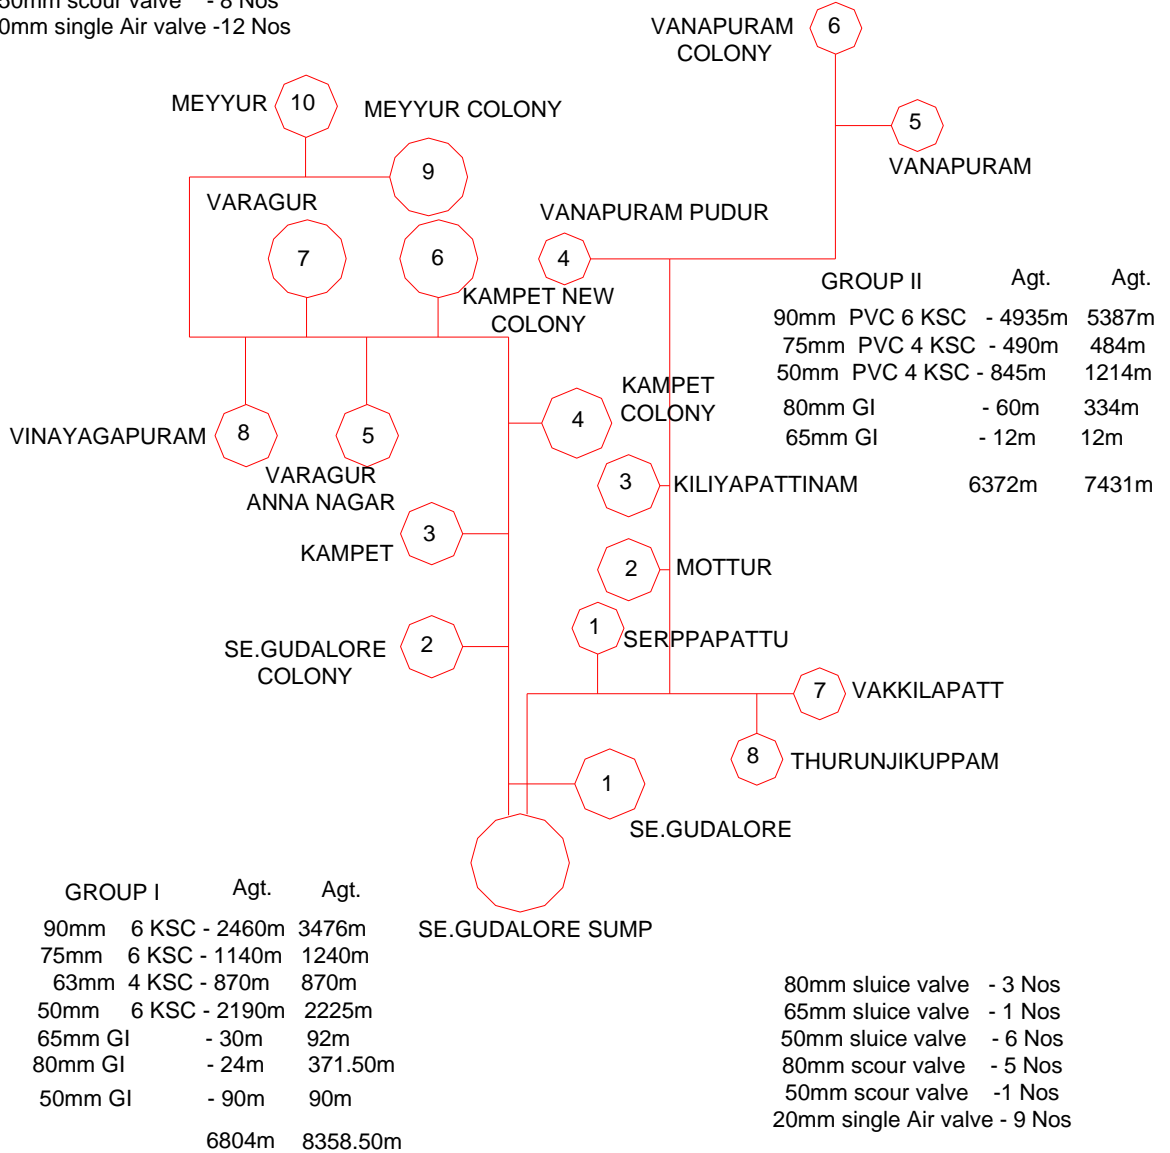 50mm scour valve - 8 Nos
0mm single Air valve -12 Nos
VANAPURAM
COLONY
6
MEYYUR
10
MEYYUR COLONY
5
VANAPURAM
9
VARAGUR
VANAPURAM PUDUR
7
6
4
KAMPET NEW
COLONY
GROUP II Agt. Agt.
90mm PVC 6 KSC - 4935m 5387m
75mm PVC 4 KSC - 490m 484m
50mm PVC 4 KSC - 845m 1214m
80mm GI - 60m 334m
65mm GI - 12m 12m
6372m 7431m
KAMPET
COLONY
4
VINAYAGAPURAM
8
5
VARAGUR
ANNA NAGAR
3
KILIYAPATTINAM
3
KAMPET
2
MOTTUR
1
SERPPAPATTU
2
SE.GUDALORE
COLONY
7
VAKKILAPATT
8
THURUNJIKUPPAM
1
SE.GUDALORE
SE.GUDALORE SUMP
GROUP I Agt. Agt.
90mm 6 KSC - 2460m 3476m
75mm 6 KSC - 1140m 1240m
63mm 4 KSC - 870m 870m
50mm 6 KSC - 2190m 2225m
65mm GI - 30m 92m
80mm GI - 24m 371.50m
50mm GI - 90m 90m
6804m 8358.50m
80mm sluice valve - 3 Nos
65mm sluice valve - 1 Nos
50mm sluice valve - 6 Nos
80mm scour valve - 5 Nos
50mm scour valve -1 Nos
20mm single Air valve - 9 Nos